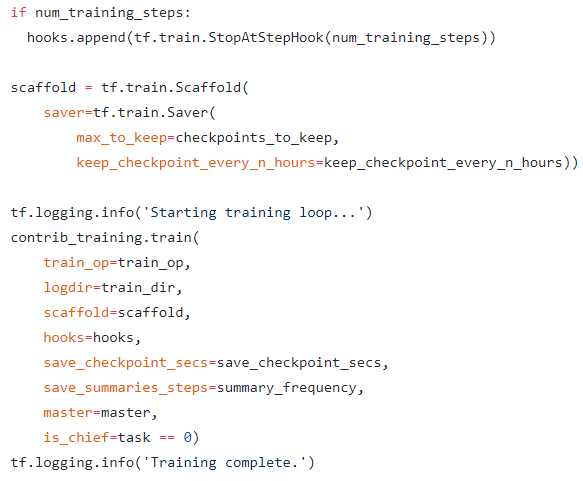 if num_training_steps:
  hooks.append(tf.train.StopAtStepHook(num_training_steps))

scaffold = tf.train.Scaffold(
    saver=tf.train.Saver(
        max_to_keep=checkpoints_to_keep,
        keep_checkpoint_every_n_hours=keep_checkpoint_every_n_hours))

tf.logging.info('Starting training loop...')
contrib_training.train(
    train_op=train_op,
    logdir=train_dir,
    scaffold=scaffold,
    hooks=hooks,
    save_checkpoint_secs=save_checkpoint_secs,
    save_summaries_steps=summary_frequency,
    master=master,
    is_chief=task == 0)
tf.logging.info('Training complete.')